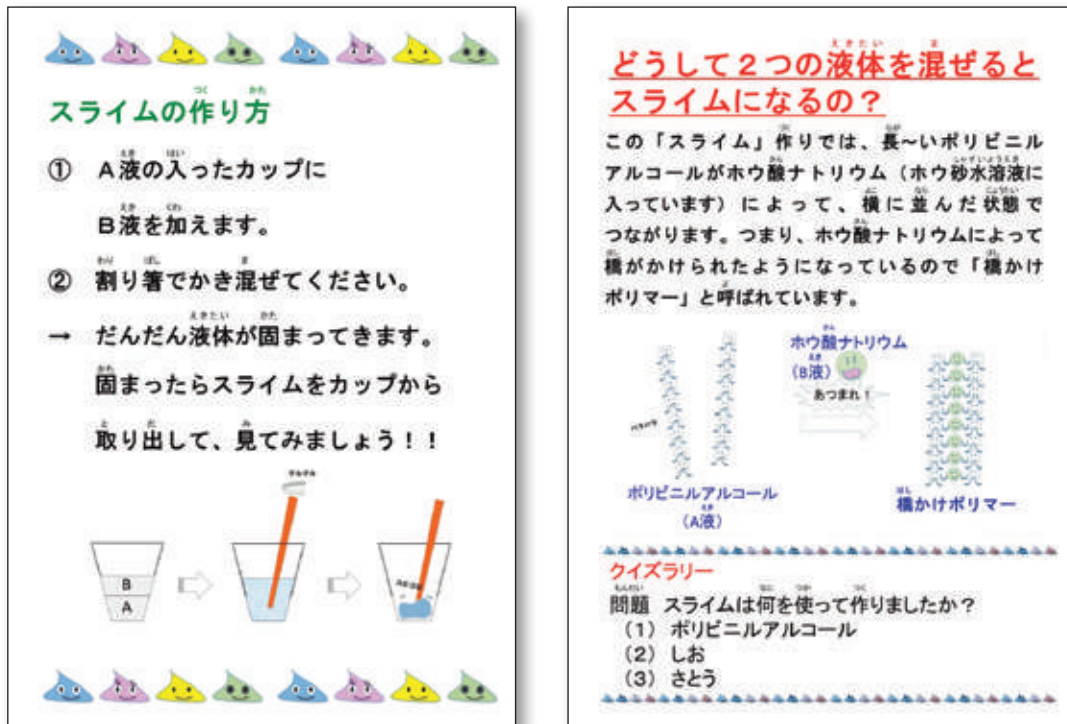 スライムの作り方
① A液の入ったカップに
B液を加えます。
② 割り箸でかき混ぜてください。
→ だんだん液体が固まってきます。
固まったらスライムをカップから
取り出して、見てみましょう!!
B
A
どうして2つの液体を混ぜると
スライムになるの?
この「スライム」作りでは、長~いポリビニル
アルコールがホウ酸ナトリウム(ホウ砂水溶液に
入っています)によって、横に並んだ状態で
つながります。つまり、ホウ酸ナトリウムによって
橋がかけられたようになっているので「橋かけ
ポリマー」と呼ばれています。
ホウ酸ナトリウム
(B液)
あつまれ!
バラバラ
ポリビニルアルコール
(A液)
橋かけポリマー
クイズラリー
問題 スライムは何を使って作りましたか?
(1) ポリビニルアルコール
(2) しお
(3) さとう